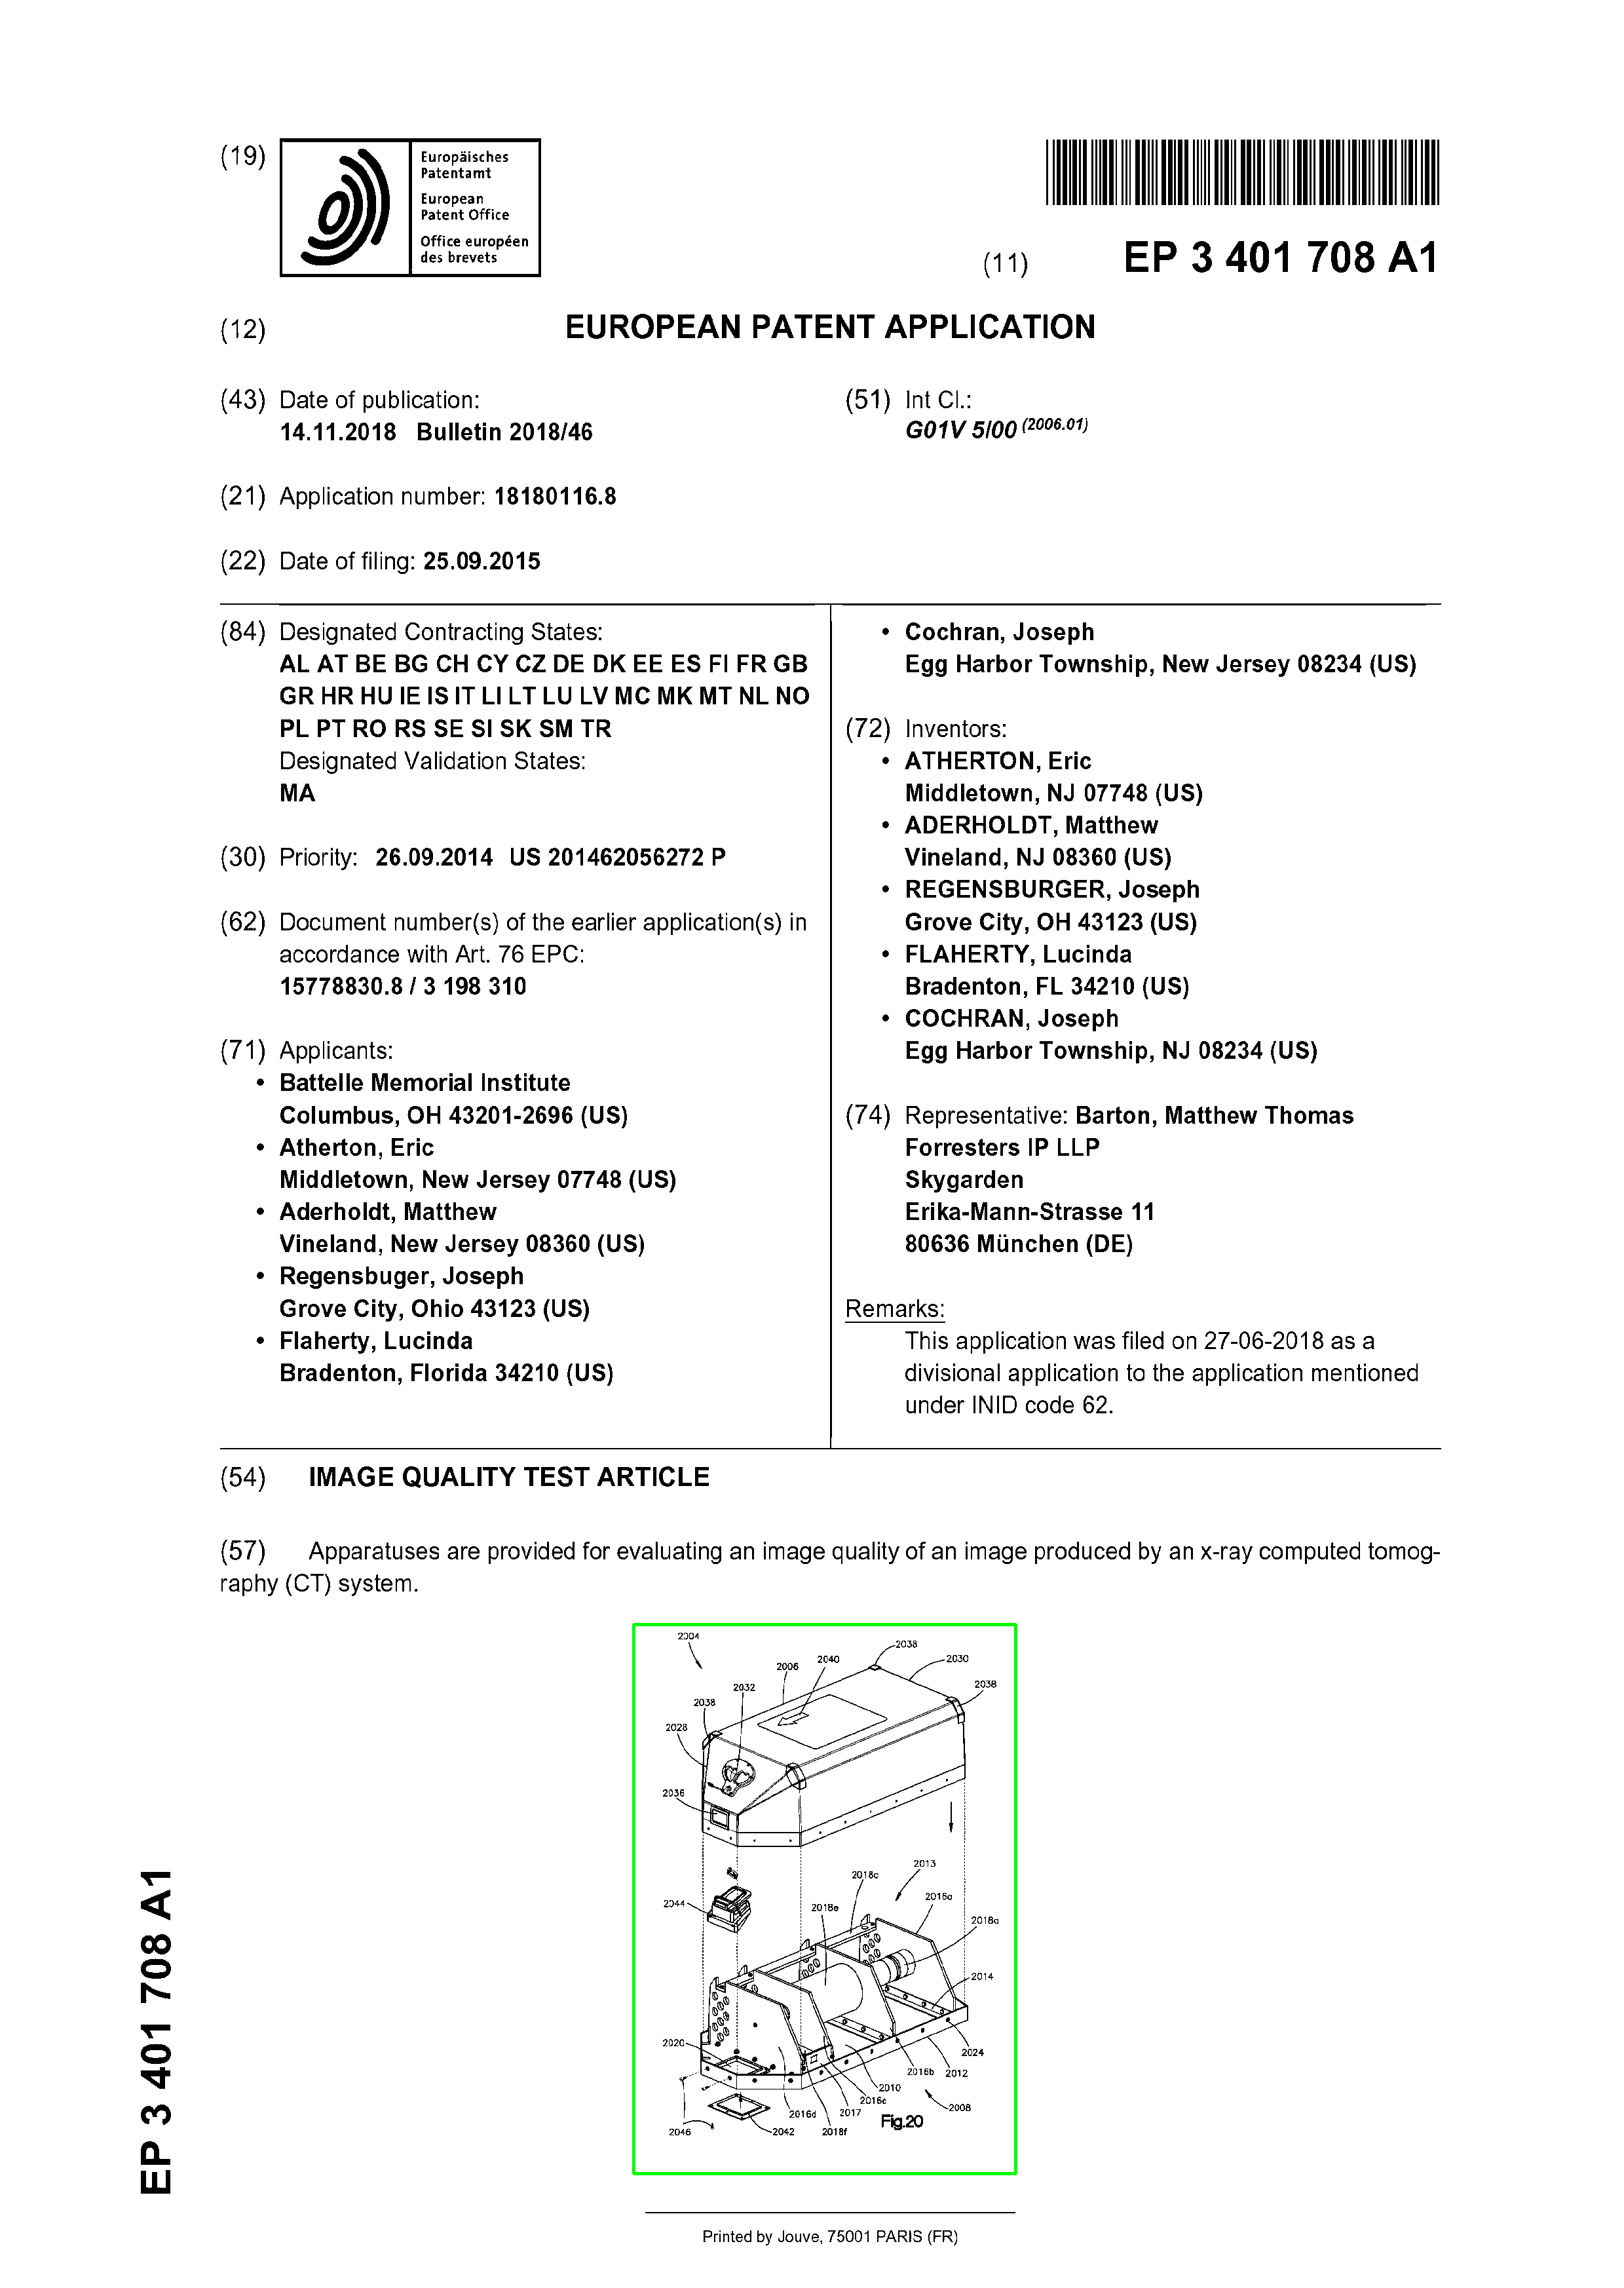 (19)
Europäisches
Patentamt
European
Patent Office
Office européen
des brevets
(11) EP 3 401 708 A1
(12) EUROPEAN PATENT APPLICATION
(43) Date of publication:
14.11.2018 Bulletin 2018/46
(21) Application number: 18180116.8
(22) Date of filing: 25.09.2015
(51) Int Cl.:
G01V 5/00 (2006.01)
(84) Designated Contracting States:
AL AT BE BG CH CY CZ DE DK EE ES FI FR GB
GR HR HU IE IS IT LI LT LU LV MC MK MT NL NO
PL PT RO RS SE SI SK SM TR
Designated Validation States:
MA
(30) Priority: 26.09.2014 US 201462056272 P
(62) Document number(s) of the earlier application(s) in
accordance with Art. 76 EPC:
15778830.8 / 3 198 310
(71) Applicants:
• Battelle Memorial Institute
Columbus, OH 43201-2696 (US)
• Atherton, Eric
Middletown, New Jersey 07748 (US)
• Aderholdt, Matthew
Vineland, New Jersey 08360 (US)
• Regensbuger, Joseph
Grove City, Ohio 43123 (US)
• Flaherty, Lucinda
Bradenton, Florida 34210 (US)
• Cochran, Joseph
Egg Harbor Township, New Jersey 08234 (US)
(72) Inventors:
• ATHERTON, Eric
Middletown, NJ 07748 (US)
• ADERHOLDT, Matthew
Vineland, NJ 08360 (US)
• REGENSBURGER, Joseph
Grove City, OH 43123 (US)
• FLAHERTY, Lucinda
Bradenton, FL 34210 (US)
• COCHRAN, Joseph
Egg Harbor Township, NJ 08234 (US)
(74) Representative: Barton, Matthew Thomas
Forresters IP LLP
Skygarden
Erika-Mann-Strasse 11
80636 München (DE)
Remarks:
This application was filed on 27-06-2018 as a
divisional application to the application mentioned
under INID code 62.
(54) IMAGE QUALITY TEST ARTICLE
(57) Apparatuses are provided for evaluating an image quality of an image produced by an x-ray computed tomog-
raphy (CT) system.
2004
2038
2040
2030
2006
2032
2038
2038
2028
2036
2013
2018c
2016a
2044
2018e
2018a
2014
2020
2024
2016b
2012
2010
2016c
2008
2016d
2017
Fig.20
2046
2042
2018f
EP 3 401 708 A1
Printed by Jouve, 75001 PARIS (FR)